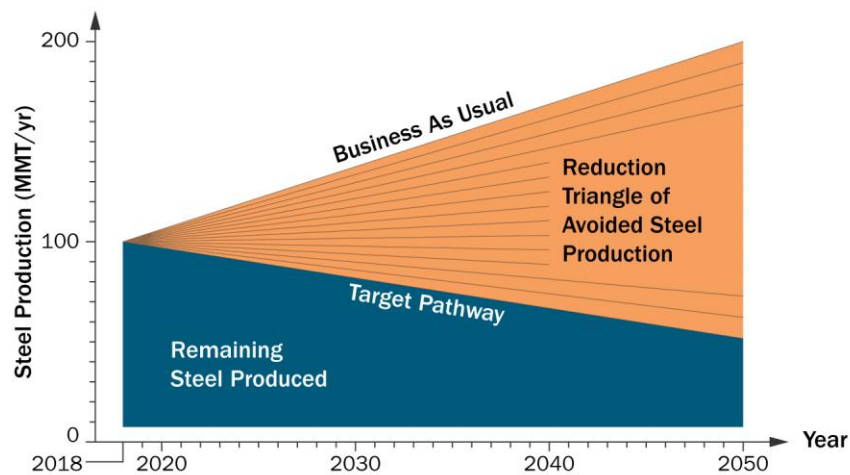 200
Steel Production (MMT/yr)
Business As Usual
Reduction
Triangle of
Avoided Steel
Production
100
Target Pathway
Remaining
Steel Produced
0
Year
2018
2020
2030
2040
2050